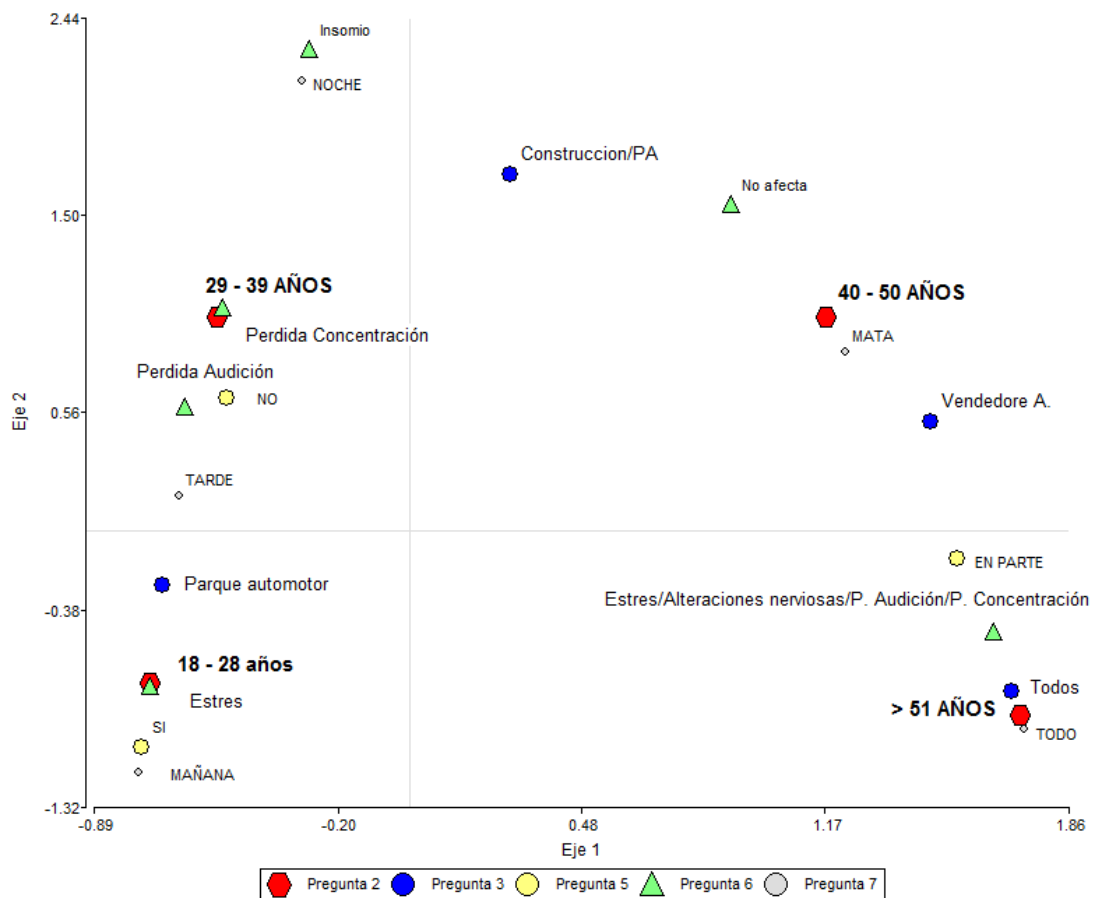 2.44
Insomio
NOCHE
Construccion/PA
No afecta
1.50
29 - 39 AÑOS
40 - 50 AÑOS
Perdida Concentración
MATA
Perdida Audición
NO
Vendedore A.
0.56
Eje 2
TARDE
EN PARTE
Parque automotor
Estres/Alteraciones nerviosas/P. Audición/P. Concentración
-0.38
18 - 28 años
Estres
Todos
> 51 AÑOS
SI
TODO
MAÑANA
-1.32
-0.89 -0.20 0.48 1.17 1.86
Eje 1
Pregunta 2 Pregunta 3 Pregunta 5 Pregunta 6 Pregunta 7